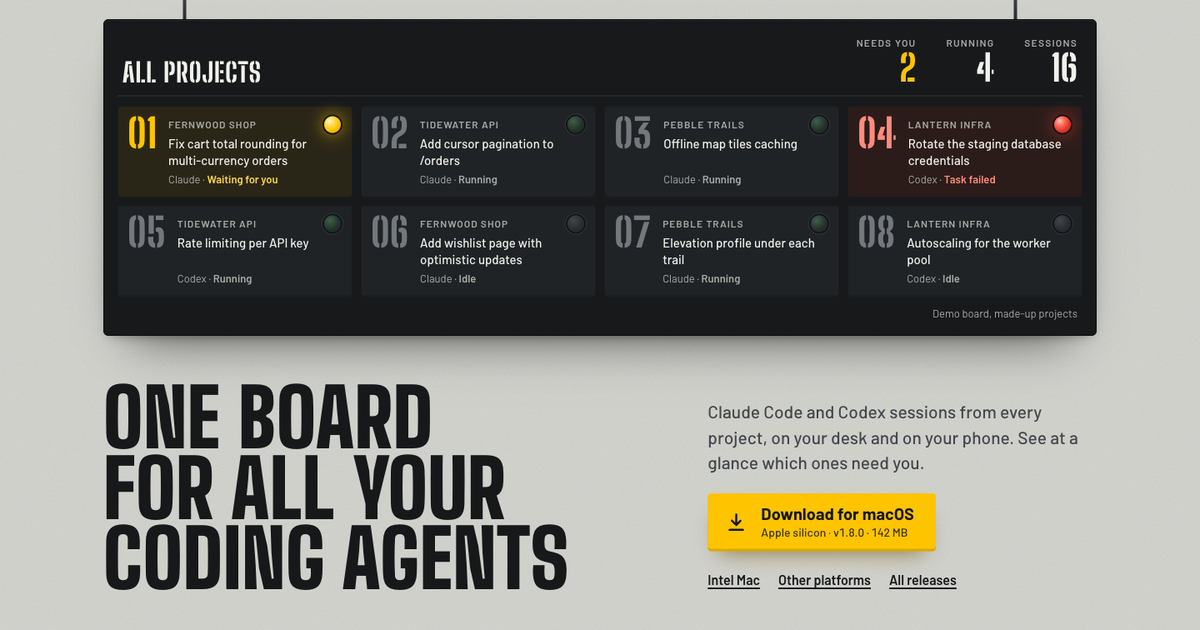 ALL PROJECTS
NEEDS YOU
2
RUNNING
4
SESSIONS
16
01
FERNWOOD SHOP
Fix cart total rounding for
multi-currency orders
Claude · Waiting for you
02
TIDEWATER API
Add cursor pagination to
/orders
Claude · Running
03
PEBBLE TRAILS
Offline map tiles caching
Claude · Running
04
LANTERN INFRA
Rotate the staging database
credentials
Codex · Task failed
05
TIDEWATER API
Rate limiting per API key
Codex · Running
06
FERNWOOD SHOP
Add wishlist page with
optimistic updates
Claude · Idle
07
PEBBLE TRAILS
Elevation profile under each
trail
Claude · Running
08
LANTERN INFRA
Autoscaling for the worker
pool
Codex · Idle
Demo board, made-up projects
ONE BOARD
FOR ALL YOUR
CODING AGENTS
Claude Code and Codex sessions from every
project, on your desk and on your phone. See at a
glance which ones need you.
Download for macOS
Apple silicon · v1.8.0 · 142 MB
Intel Mac
Other platforms
All releases